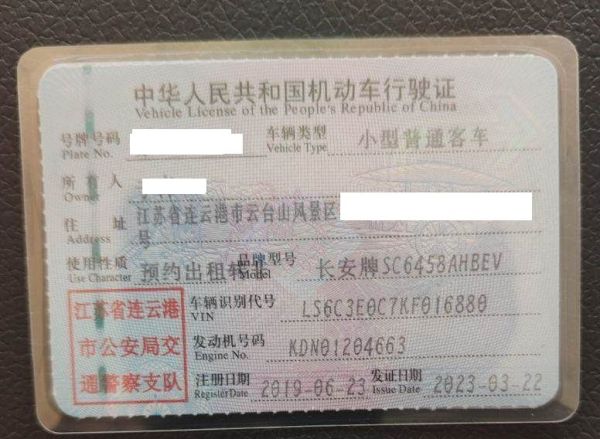 中华人民共和国机动车行驶证
Vehicle License of the People's Republic of China
号牌号码 Plate No. 车辆类型 Vehicle Type 小型普通客车
所有人 Owner
住址 Address 江苏省连云港市云台山风景区
号
使用性质 Use Character 预约出租转 品牌型号 Model 长安牌SC6458AHBEV
江苏省连云港市公安局交通警察支队
车辆识别代号 VIN LS6C3E0C7KF016880
发动机号码 Engine No. KDN01204663
注册日期 Register Date 2019-06-23 发证日期 Issue Date 2023-03-22